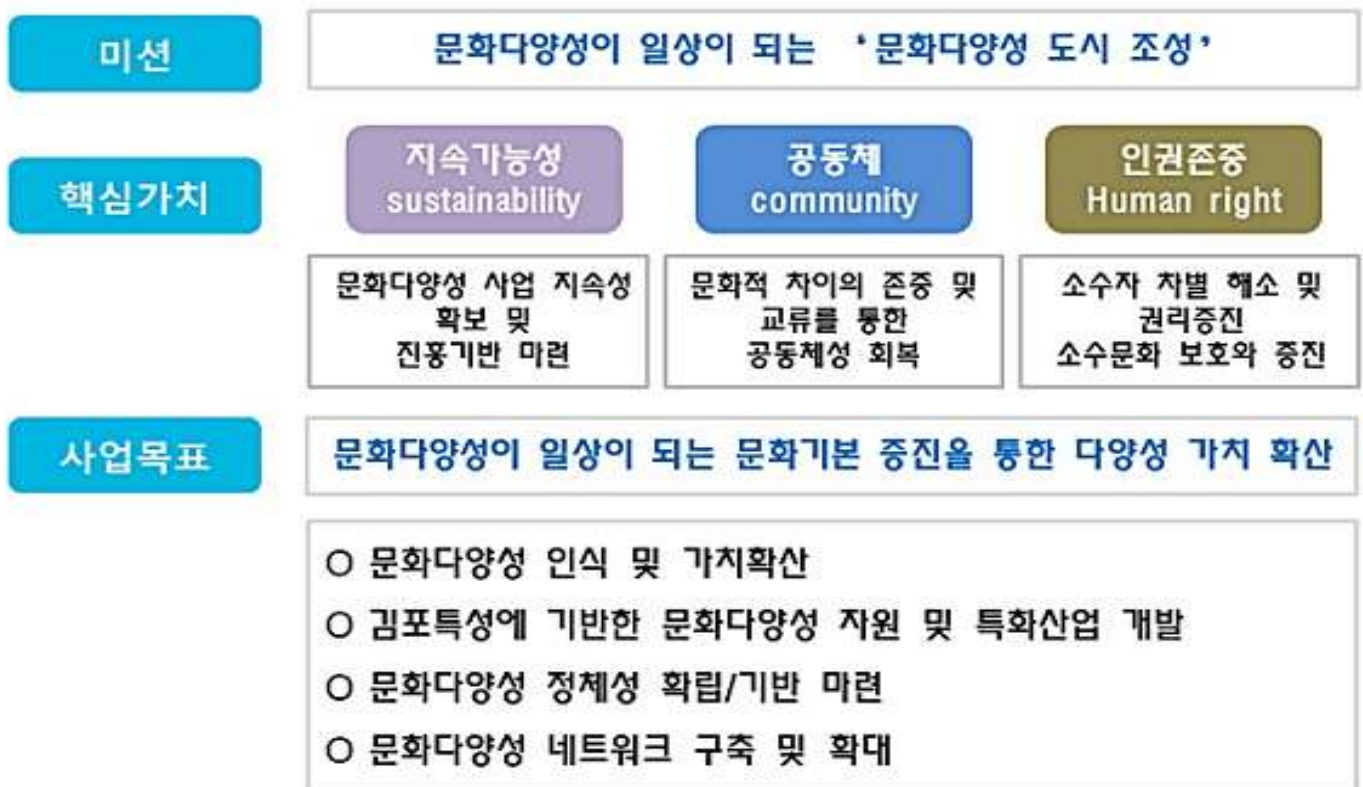 미션
문화다양성이 일상이 되는 ‘문화다양성 도시 조성’
핵심가치
지속가능성
sustainability
공동체
community
인권존중
Human right
문화다양성 사업 지속성
확보 및
진흥기반 마련
문화적 차이의 존중 및
교류를 통한
공동체성 회복
소수자 차별 해소 및
권리증진
소수문화 보호와 증진
사업목표
문화다양성이 일상이 되는 문화기본 증진을 통한 다양성 가치 확산
○ 문화다양성 인식 및 가치확산
○ 김포특성에 기반한 문화다양성 자원 및 특화산업 개발
○ 문화다양성 정체성 확립/기반 마련
○ 문화다양성 네트워크 구축 및 확대